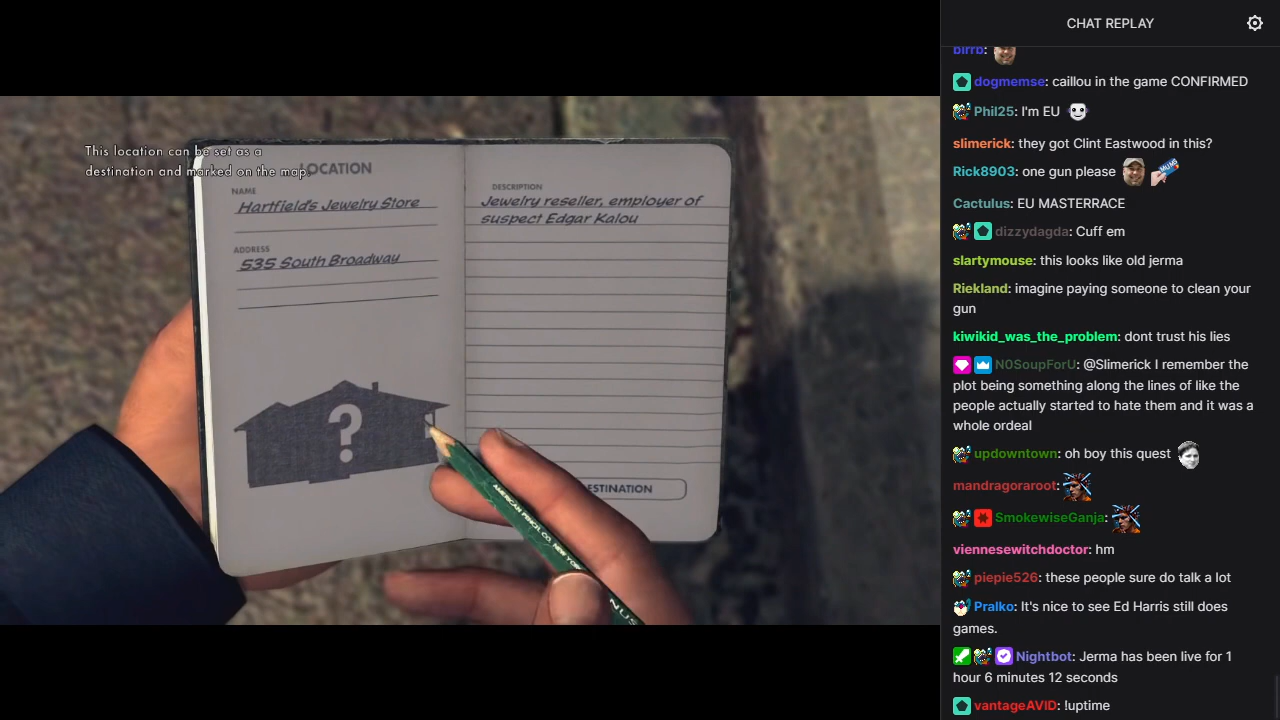 This location can be set as a
destination and marked on the map.
LOCATION
NAME
Hartfield's Jewelry Store
ADDRESS
535 South Broadway
DESCRIPTION
Jewelry reseller, employer of
suspect Edgar Kalou
?
ESTINATION
AMERICAN PENCIL CO. NEW YORK
NUS
CHAT REPLAY
birrb:
dogmemse: caillou in the game CONFIRMED
Phil25: I'm EU
slimerick: they got Clint Eastwood in this?
Rick8903: one gun please
Cactulus: EU MASTERRACE
dizzydagda: Cuff em
slartymouse: this looks like old jerma
Riekland: imagine paying someone to clean your
gun
kiwikid_was_the_problem: dont trust his lies
N0SoupForU: @Slimerick I remember the
plot being something along the lines of like the
people actually started to hate them and it was a
whole ordeal
updowntown: oh boy this quest
mandragoraroot:
SmokewiseGanja:
viennesewitchdoctor: hm
piepie526: these people sure do talk a lot
Pralko: It's nice to see Ed Harris still does
games.
Nightbot: Jerma has been live for 1
hour 6 minutes 12 seconds
vantageAVID: !uptime